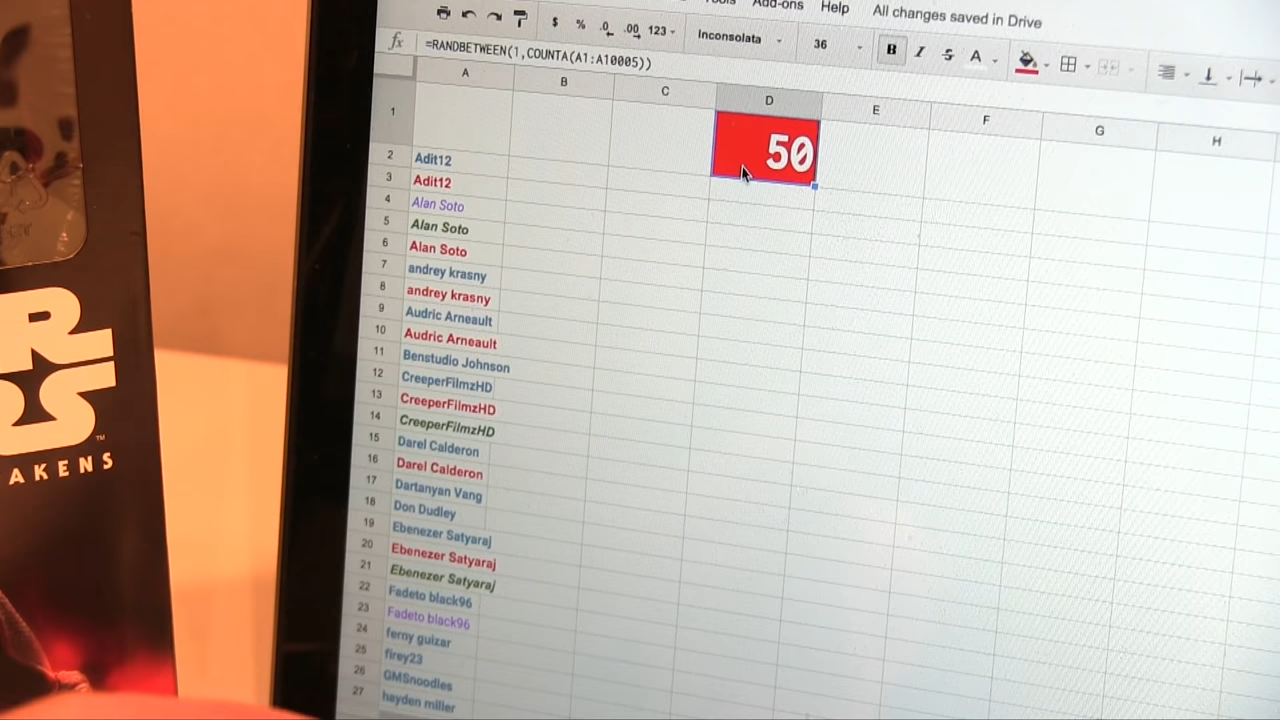 Add-ons Help All changes saved in Drive
$ % .0 .00 123 Inconsolata 36 B I S A
fx =RANDBETWEEN(1,COUNTA(A1:A10005))
A B C D E F G H
1 50
2 Adit12
3 Adit12
4 Alan Soto
5 Alan Soto
6 Alan Soto
7 andrey krasny
8 andrey krasny
9 Audric Arneault
10 Audric Arneault
11 Benstudio Johnson
12 CreeperFilmzHD
13 CreeperFilmzHD
14 CreeperFilmzHD
15 Darel Calderon
16 Darel Calderon
17 Dartanyan Vang
18 Don Dudley
19 Ebenezer Satyaraj
20 Ebenezer Satyaraj
21 Ebenezer Satyaraj
22 Fadeto black96
23 Fadeto black96
24 ferny guizar
25 firey23
26 GMSnoodles
27 hayden miller
R
RS
™
AKENS